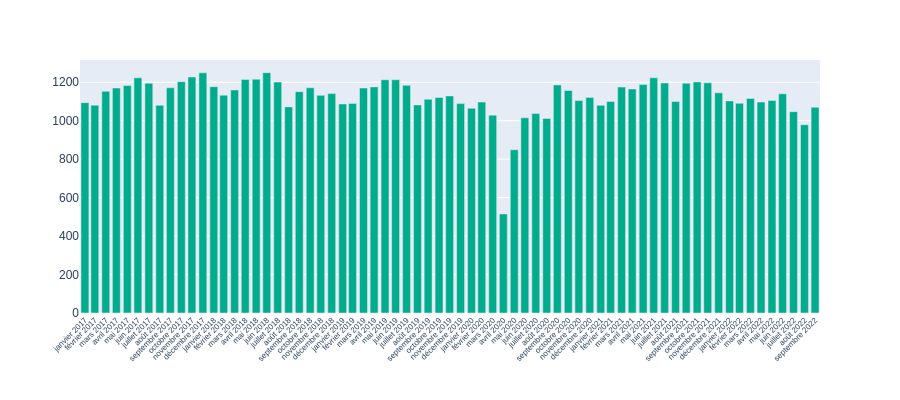 1200
1000
800
600
400
200
0
janvier 2017
février 2017
mars 2017
avril 2017
mai 2017
juin 2017
juillet 2017
août 2017
septembre 2017
octobre 2017
novembre 2017
décembre 2017
janvier 2018
février 2018
mars 2018
avril 2018
mai 2018
juin 2018
juillet 2018
août 2018
septembre 2018
octobre 2018
novembre 2018
décembre 2018
janvier 2019
février 2019
mars 2019
avril 2019
mai 2019
juin 2019
juillet 2019
août 2019
septembre 2019
octobre 2019
novembre 2019
décembre 2019
janvier 2020
février 2020
mars 2020
avril 2020
mai 2020
juin 2020
juillet 2020
août 2020
septembre 2020
octobre 2020
novembre 2020
décembre 2020
janvier 2021
février 2021
mars 2021
avril 2021
mai 2021
juin 2021
juillet 2021
août 2021
septembre 2021
octobre 2021
novembre 2021
décembre 2021
janvier 2022
février 2022
mars 2022
avril 2022
mai 2022
juin 2022
juillet 2022
août 2022
septembre 2022